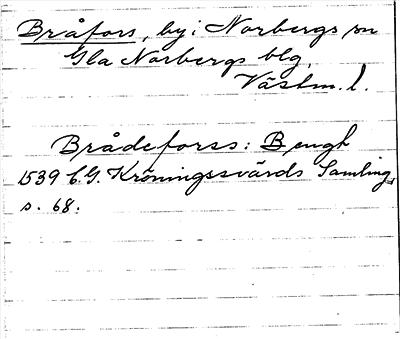 Bråfors, by i Norbergs sn
Gla Norbergs blg,
Västm. l.
Brådeforss: Bengt
1539 C.G. Kröningssvärds Samling,
s. 68.